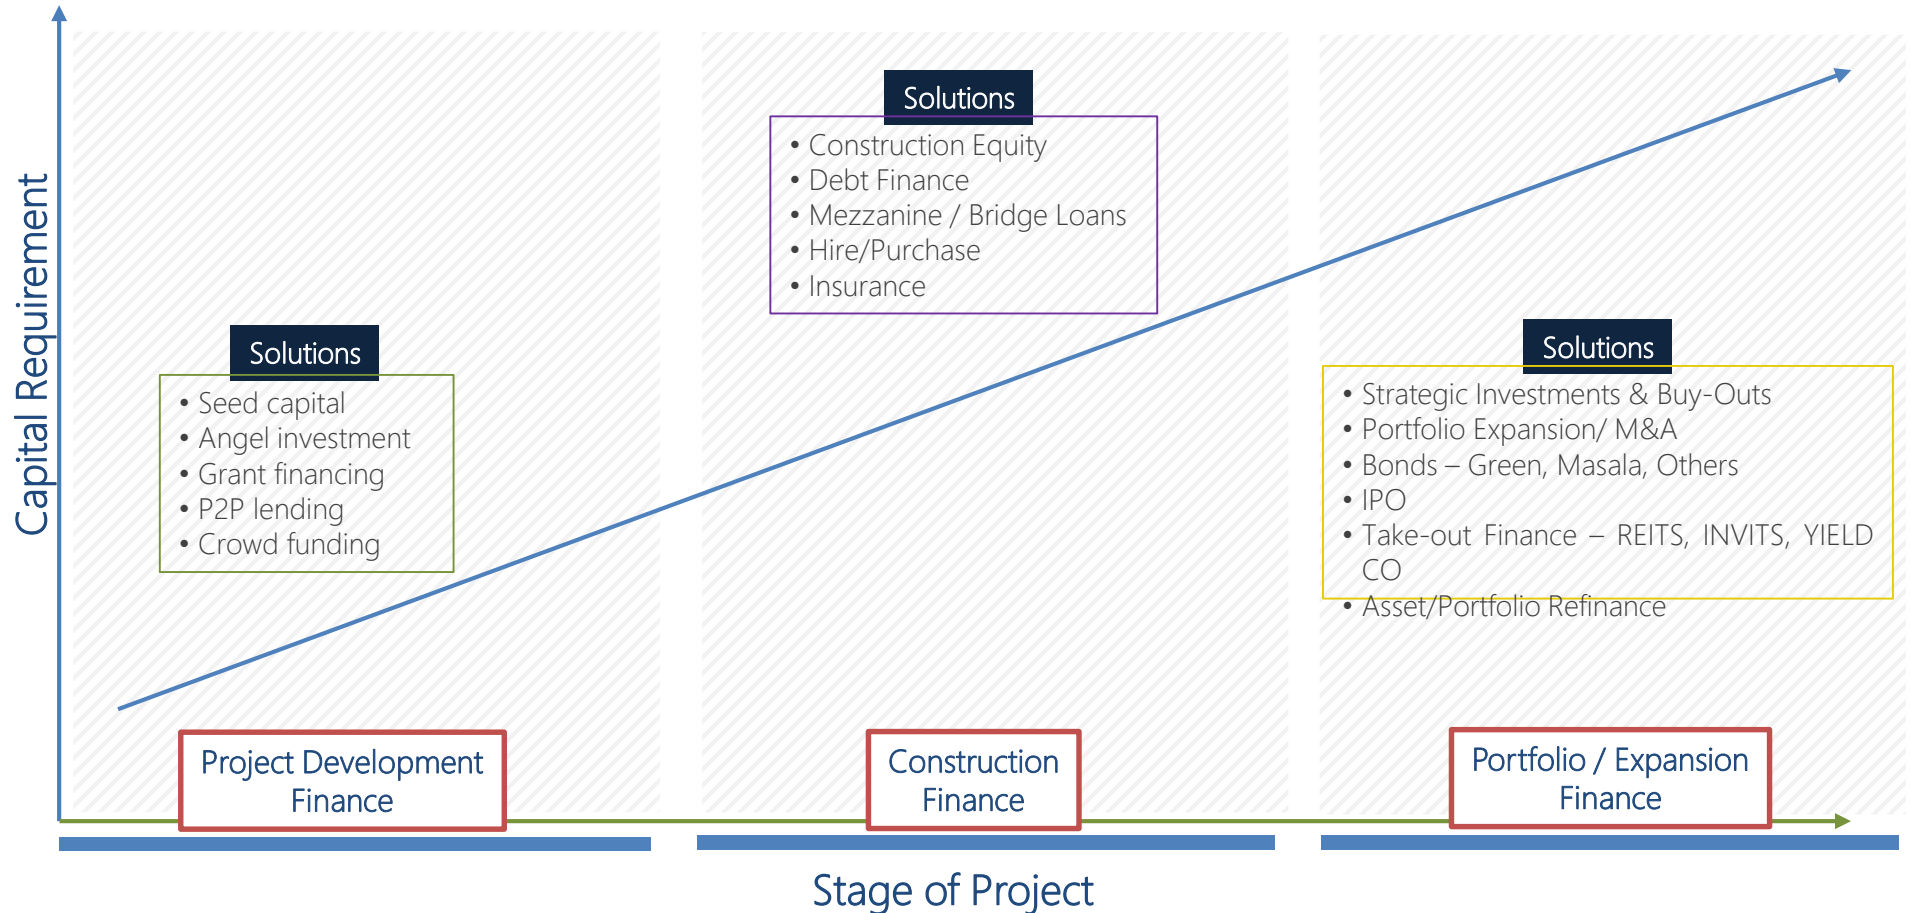 Capital Requirement
Solutions
• Seed capital
• Angel investment
• Grant financing
• P2P lending
• Crowd funding
Solutions
• Construction Equity
• Debt Finance
• Mezzanine / Bridge Loans
• Hire/Purchase
• Insurance
Solutions
• Strategic Investments & Buy-Outs
• Portfolio Expansion/ M&A
• Bonds – Green, Masala, Others
• IPO
• Take-out Finance – REITS, INVITS, YIELD
CO
• Asset/Portfolio Refinance
Project Development
Finance
Construction
Finance
Portfolio / Expansion
Finance
Stage of Project